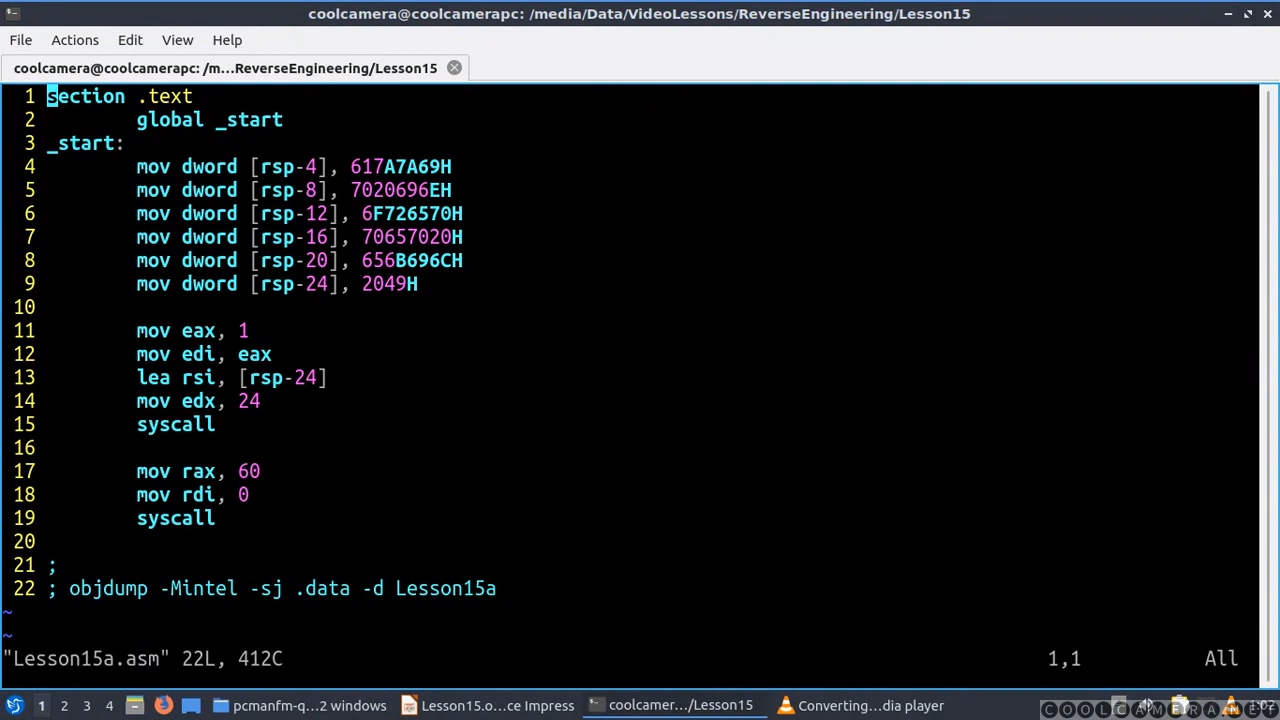 coolcamera@coolcamerapc: /media/Data/VideoLessons/ReverseEngineering/Lesson15
File Actions Edit View Help
coolcamera@coolcamerapc: /m...ReverseEngineering/Lesson15
1 section .text
2 global _start
3 _start:
4 mov dword [rsp-4], 617A7A69H
5 mov dword [rsp-8], 7020696EH
6 mov dword [rsp-12], 6F726570H
7 mov dword [rsp-16], 70657020H
8 mov dword [rsp-20], 656B696CH
9 mov dword [rsp-24], 2049H
10
11 mov eax, 1
12 mov edi, eax
13 lea rsi, [rsp-24]
14 mov edx, 24
15 syscall
16
17 mov rax, 60
18 mov rdi, 0
19 syscall
20
21 ;
22 ; objdump -Mintel -sj .data -d Lesson15a
~
~
"Lesson15a.asm" 22L, 412C 1,1 All
1 2 3 4 pcmanfm-q...2 windows Lesson15.o...ce Impress coolcamer.../Lesson15 Converting...dia player 1:02
COOLCAMERA.NET